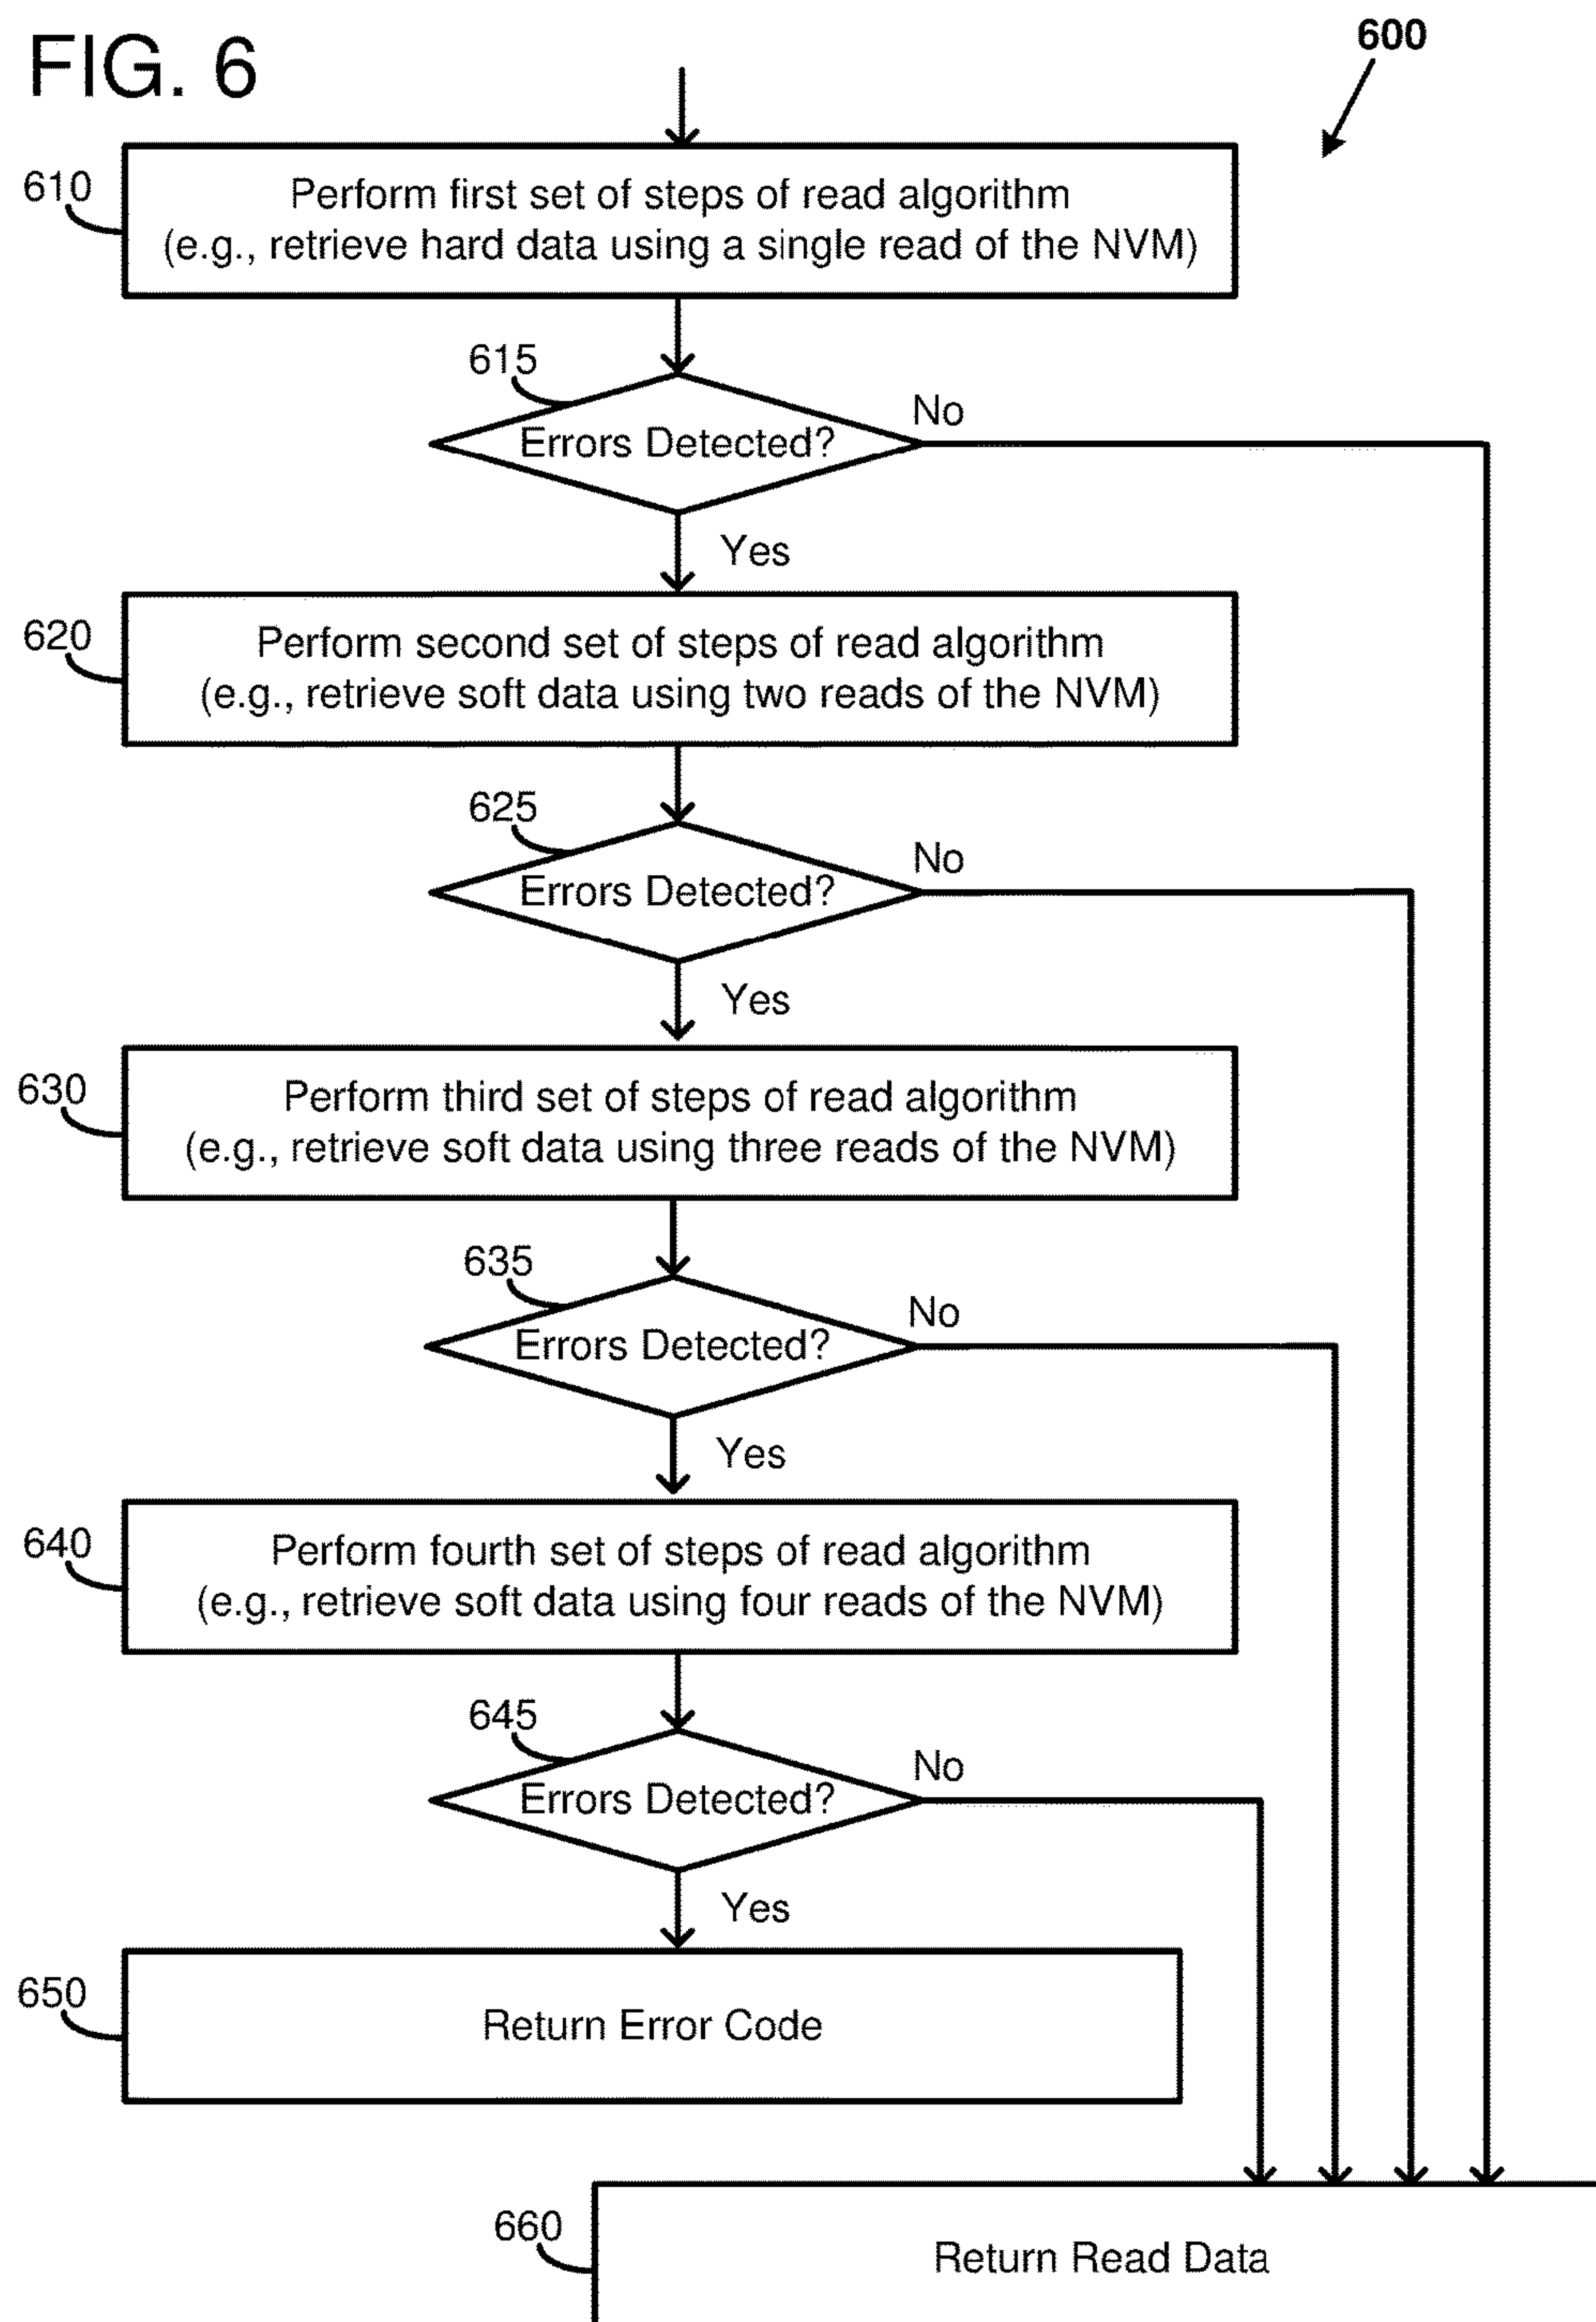 FIG. 6
600
610
Perform first set of steps of read algorithm
(e.g., retrieve hard data using a single read of the NVM)
615
Errors Detected?
No
Yes
620
Perform second set of steps of read algorithm
(e.g., retrieve soft data using two reads of the NVM)
625
Errors Detected?
No
Yes
630
Perform third set of steps of read algorithm
(e.g., retrieve soft data using three reads of the NVM)
635
Errors Detected?
No
Yes
640
Perform fourth set of steps of read algorithm
(e.g., retrieve soft data using four reads of the NVM)
645
Errors Detected?
No
Yes
650
Return Error Code
660
Return Read Data